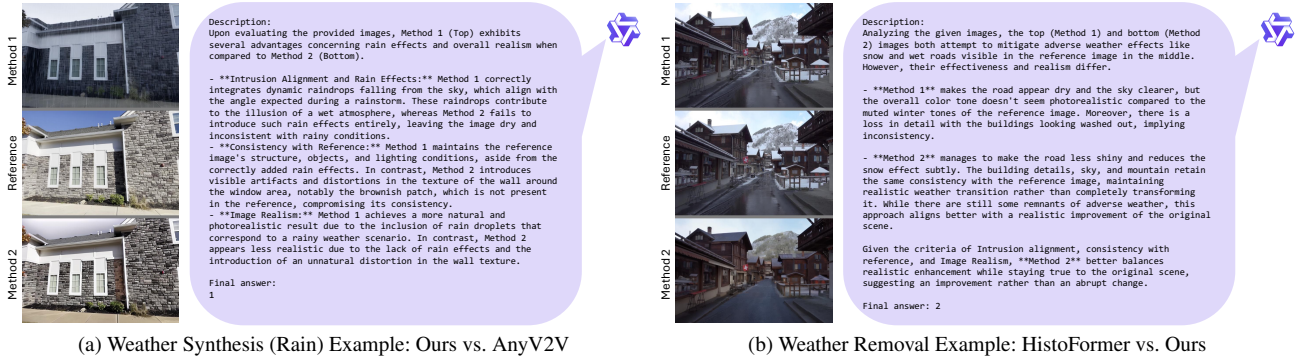 Method 1
Reference
Method 2
Description:
Upon evaluating the provided images, Method 1 (Top) exhibits
several advantages concerning rain effects and overall realism when
compared to Method 2 (Bottom).
- **Intrusion Alignment and Rain Effects:** Method 1 correctly
integrates dynamic raindrops falling from the sky, which align with
the angle expected during a rainstorm. These raindrops contribute
to the illusion of a wet atmosphere, whereas Method 2 fails to
introduce such rain effects entirely, leaving the image dry and
inconsistent with rainy conditions.
- **Consistency with Reference:** Method 1 maintains the reference
image's structure, objects, and lighting conditions, aside from the
correctly added rain effects. In contrast, Method 2 introduces
visible artifacts and distortions in the texture of the wall around
the window area, notably the brownish patch, which is not present
in the reference, compromising its consistency.
- **Image Realism:** Method 1 achieves a more natural and
photorealistic result due to the inclusion of rain droplets that
correspond to a rainy weather scenario. In contrast, Method 2
appears less realistic due to the lack of rain effects and the
introduction of an unnatural distortion in the wall texture.
Final answer:
1
(a) Weather Synthesis (Rain) Example: Ours vs. AnyV2V
Method 1
Reference
Method 2
Description:
Analyzing the given images, the top (Method 1) and bottom (Method
2) images both attempt to mitigate adverse weather effects like
snow and wet roads visible in the reference image in the middle.
However, their effectiveness and realism differ.
- **Method 1** makes the road appear dry and the sky clearer, but
the overall color tone doesn't seem photorealistic compared to the
muted winter tones of the reference image. Moreover, there is a
loss in detail with the buildings looking washed out, implying
inconsistency.
- **Method 2** manages to make the road less shiny and reduces the
snow effect subtly. The building details, sky, and mountain retain
the same consistency with the reference image, maintaining
realistic weather transition rather than completely transforming
it. While there are still some remnants of adverse weather, this
approach aligns better with a realistic improvement of the original
scene.
Given the criteria of Intrusion alignment, consistency with
reference, and Image Realism, **Method 2** better balances
realistic enhancement while staying true to the original scene,
suggesting an improvement rather than an abrupt change.
Final answer: 2
(b) Weather Removal Example: HistoFormer vs. Ours